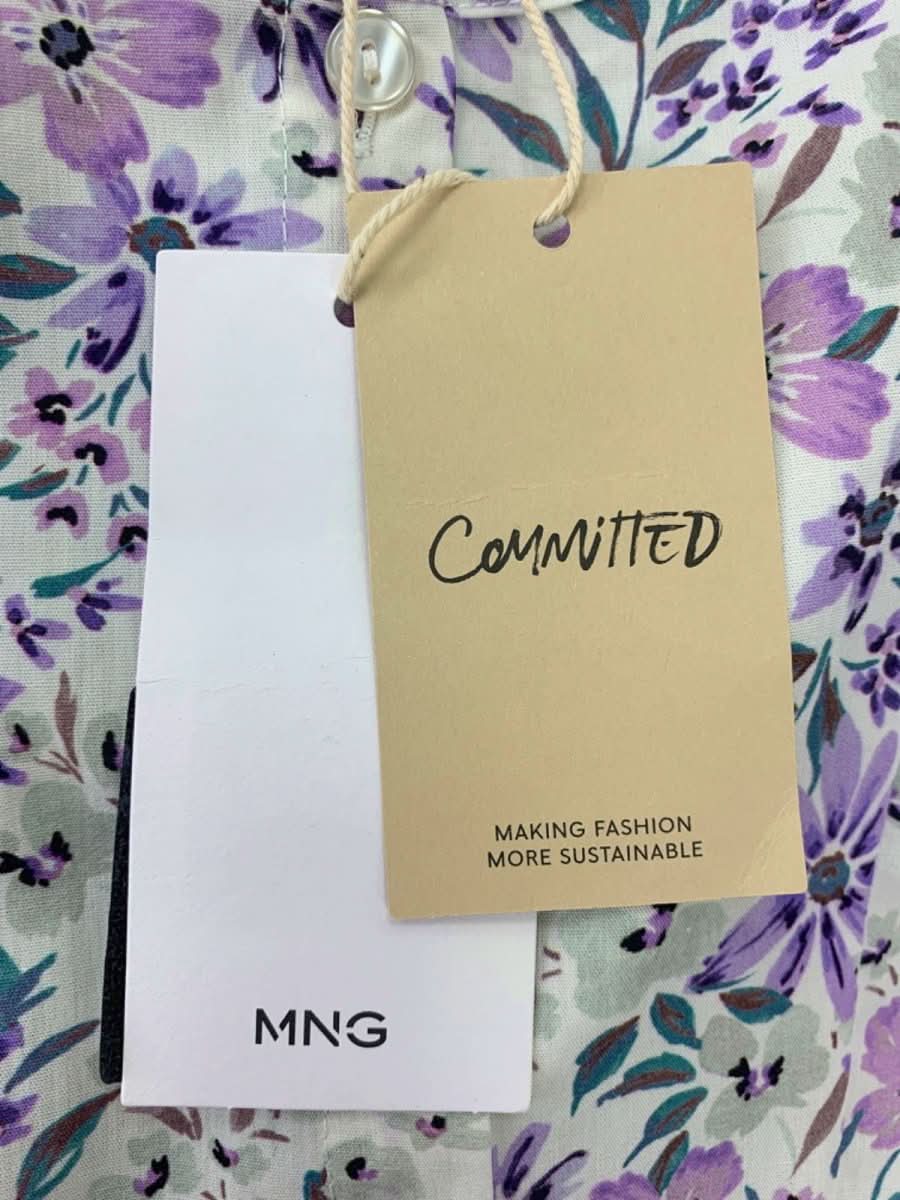 COMMITTED
MAKING FASHION
MORE SUSTAINABLE
MNG